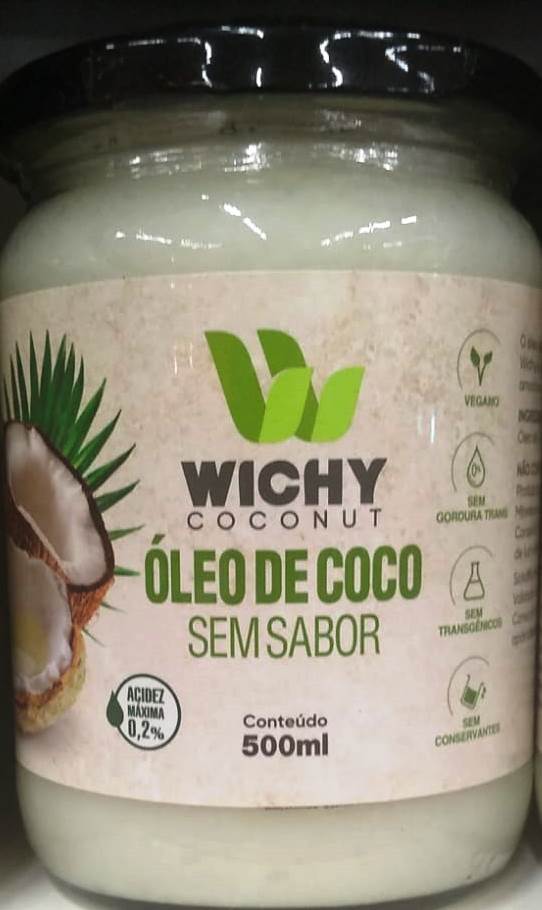 WICHY
COCONUT
ÓLEO DE COCO
SEM SABOR
ACIDEZ
MÁXIMA
0,2%
Conteúdo
500ml
VEGANO
0%
SEM
GORDURA TRANS
SEM
TRANSGÊNICOS
SEM
CONSERVANTES